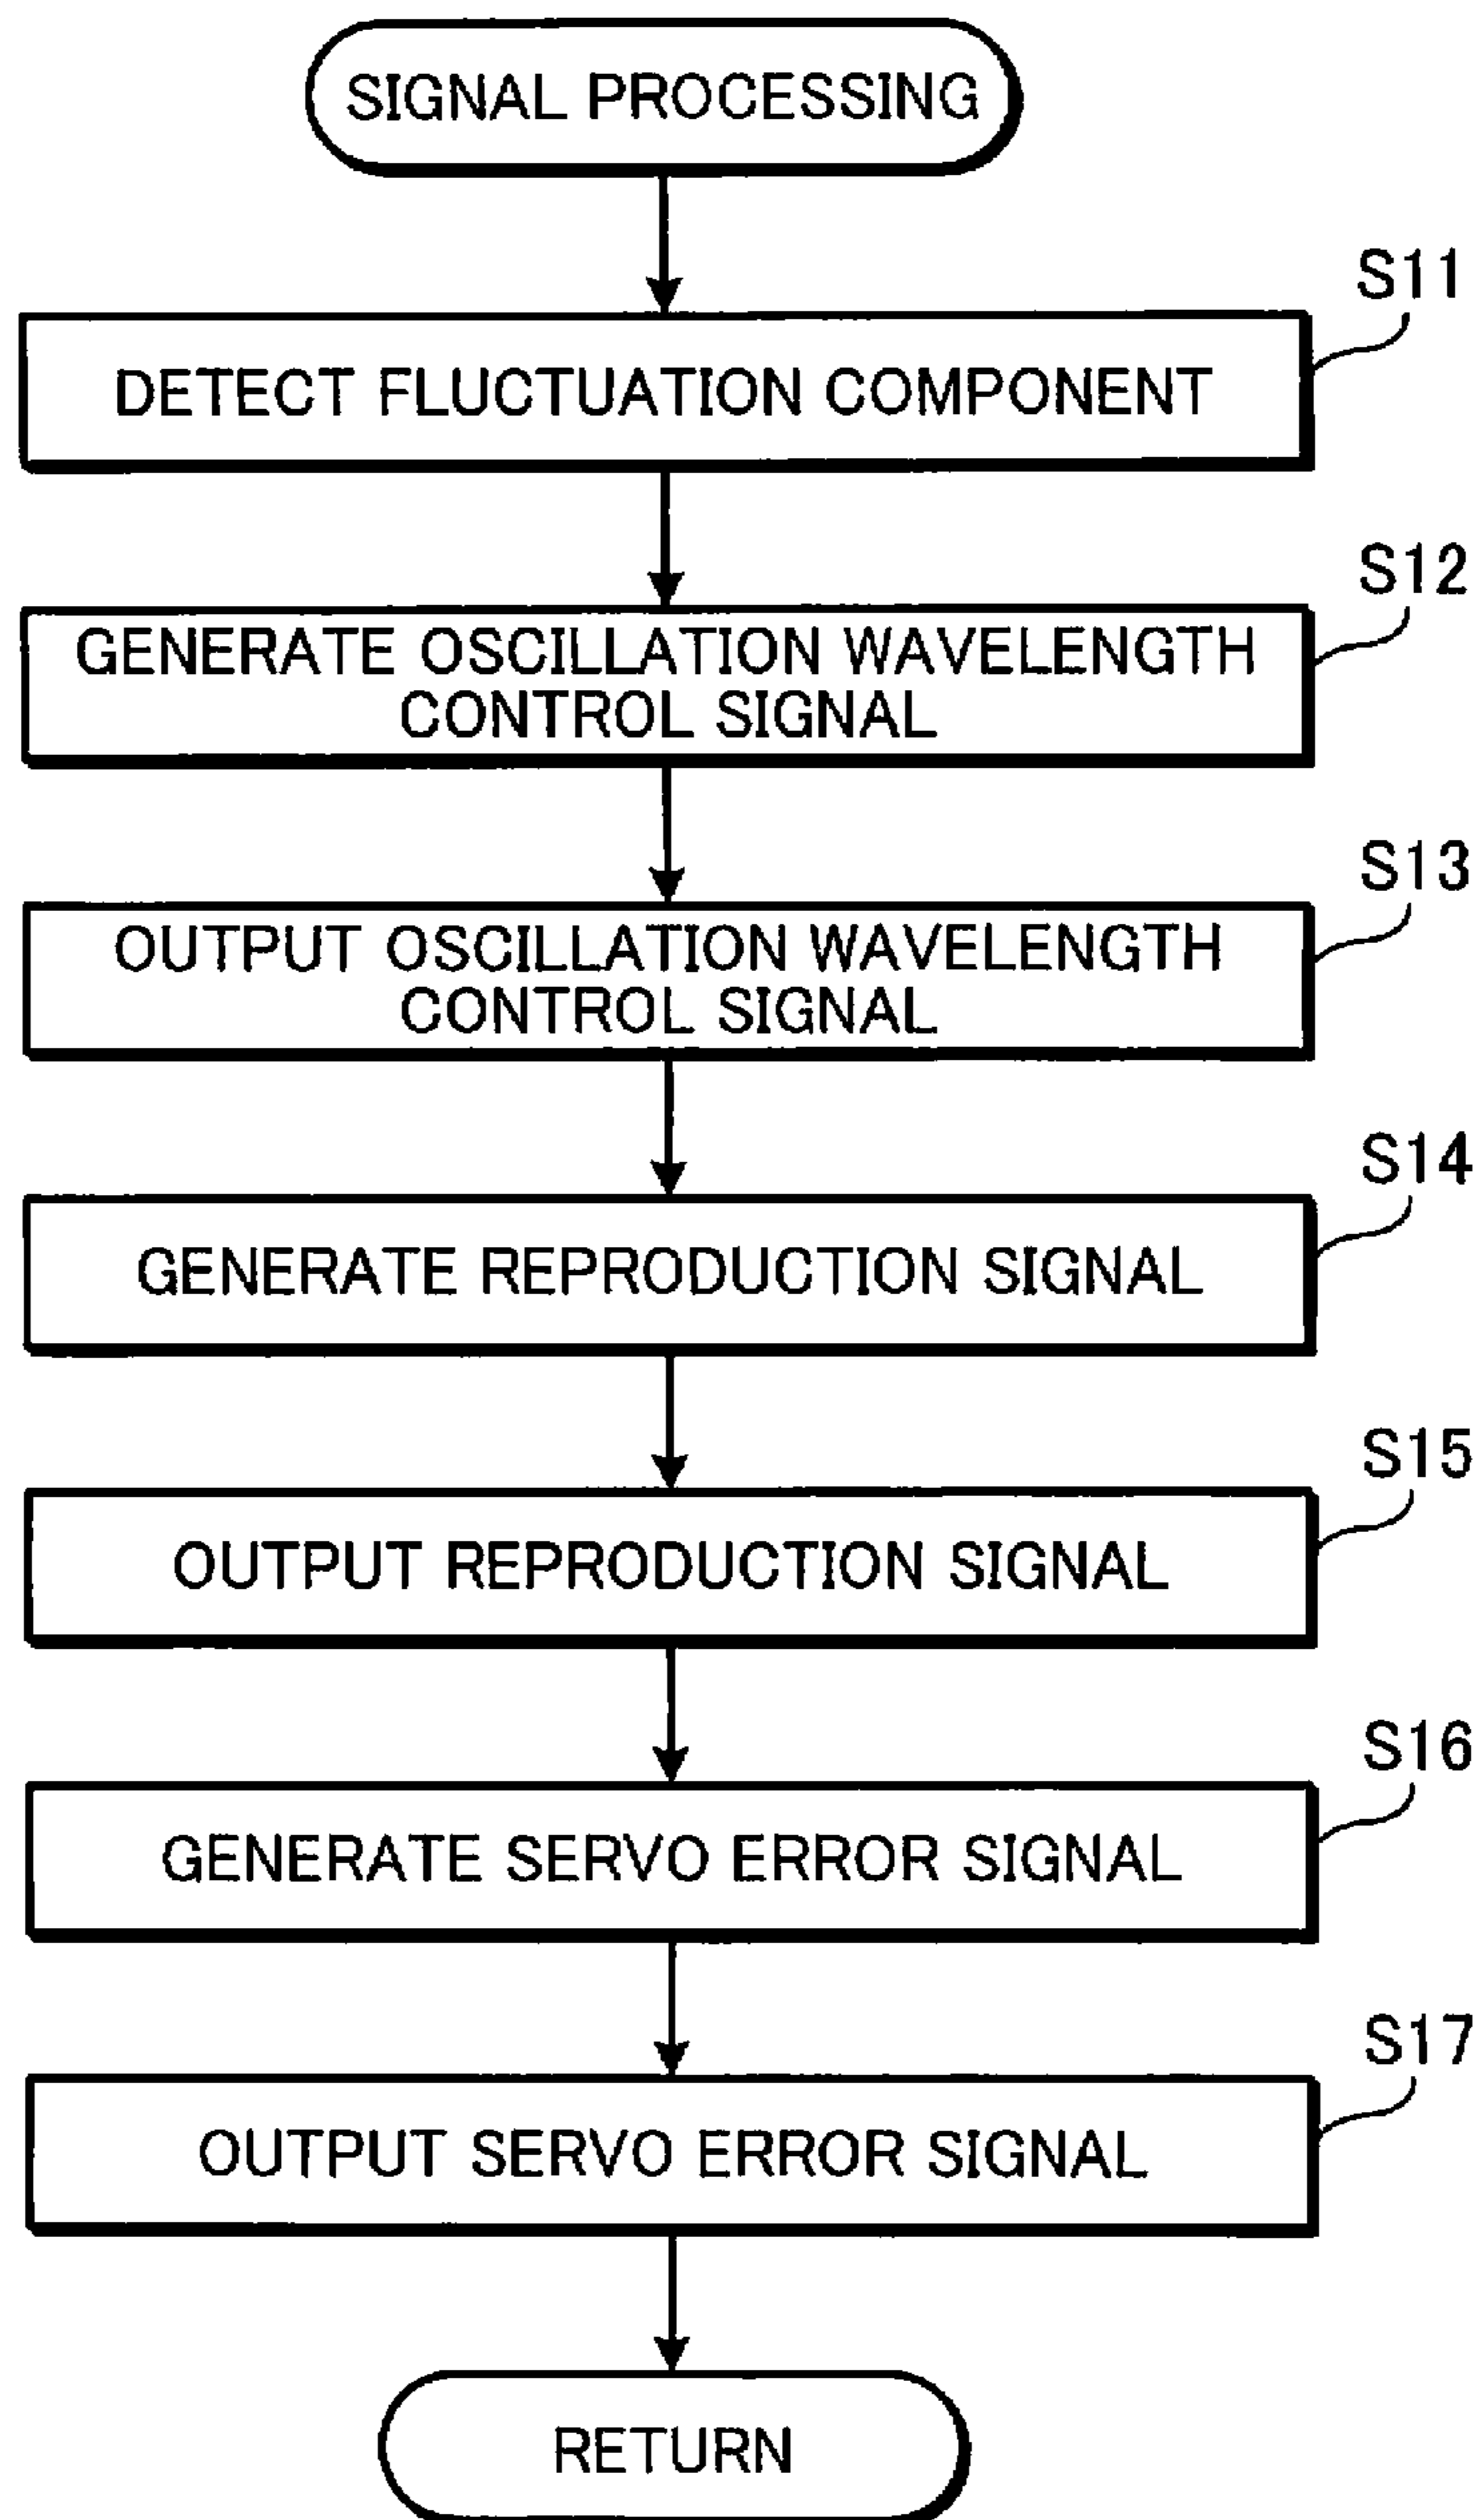 SIGNAL PROCESSING
S11
DETECT FLUCTUATION COMPONENT
S12
GENERATE OSCILLATION WAVELENGTH
CONTROL SIGNAL
S13
OUTPUT OSCILLATION WAVELENGTH
CONTROL SIGNAL
S14
GENERATE REPRODUCTION SIGNAL
S15
OUTPUT REPRODUCTION SIGNAL
S16
GENERATE SERVO ERROR SIGNAL
S17
OUTPUT SERVO ERROR SIGNAL
RETURN